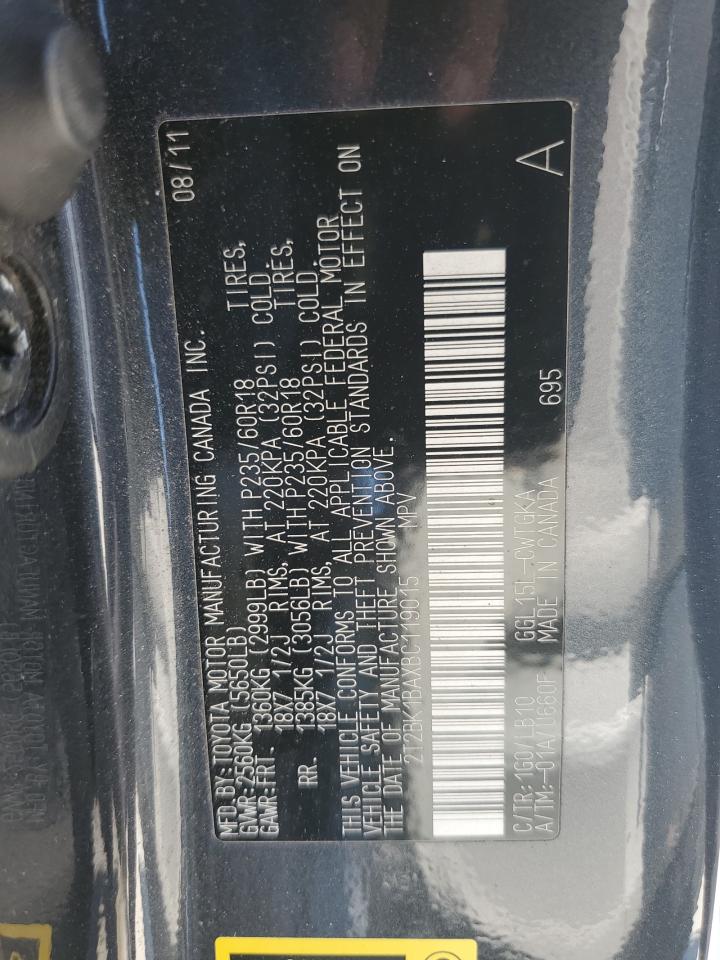 MFD BY:TOYOTA MOTOR MANUFACTURING CANADA INC. 08/11
GVWR:2560KG(5650LB)
GAWR:FRT. 1360KG (2999LB) WITH P235/60R18 TIRES,
18X7 1/2J RIMS, AT 220KPA (32PSI) COLD
RR. 1385KG (3056LB) WITH P235/60R18 TIRES,
18X7 1/2J RIMS, AT 220KPA (32PSI) COLD
THIS VEHICLE CONFORMS TO ALL APPLICABLE FEDERAL MOTOR
VEHICLE SAFETY AND THEFT PREVENTION STANDARDS IN EFFECT ON
THE DATE OF MANUFACTURE SHOWN ABOVE.
2T2BK1BAXBC119015 MPV
C/TR:1G0/LB10 GGL15L-CWTGKA 695 A
A/TM:-01A/U660F MADE IN CANADA